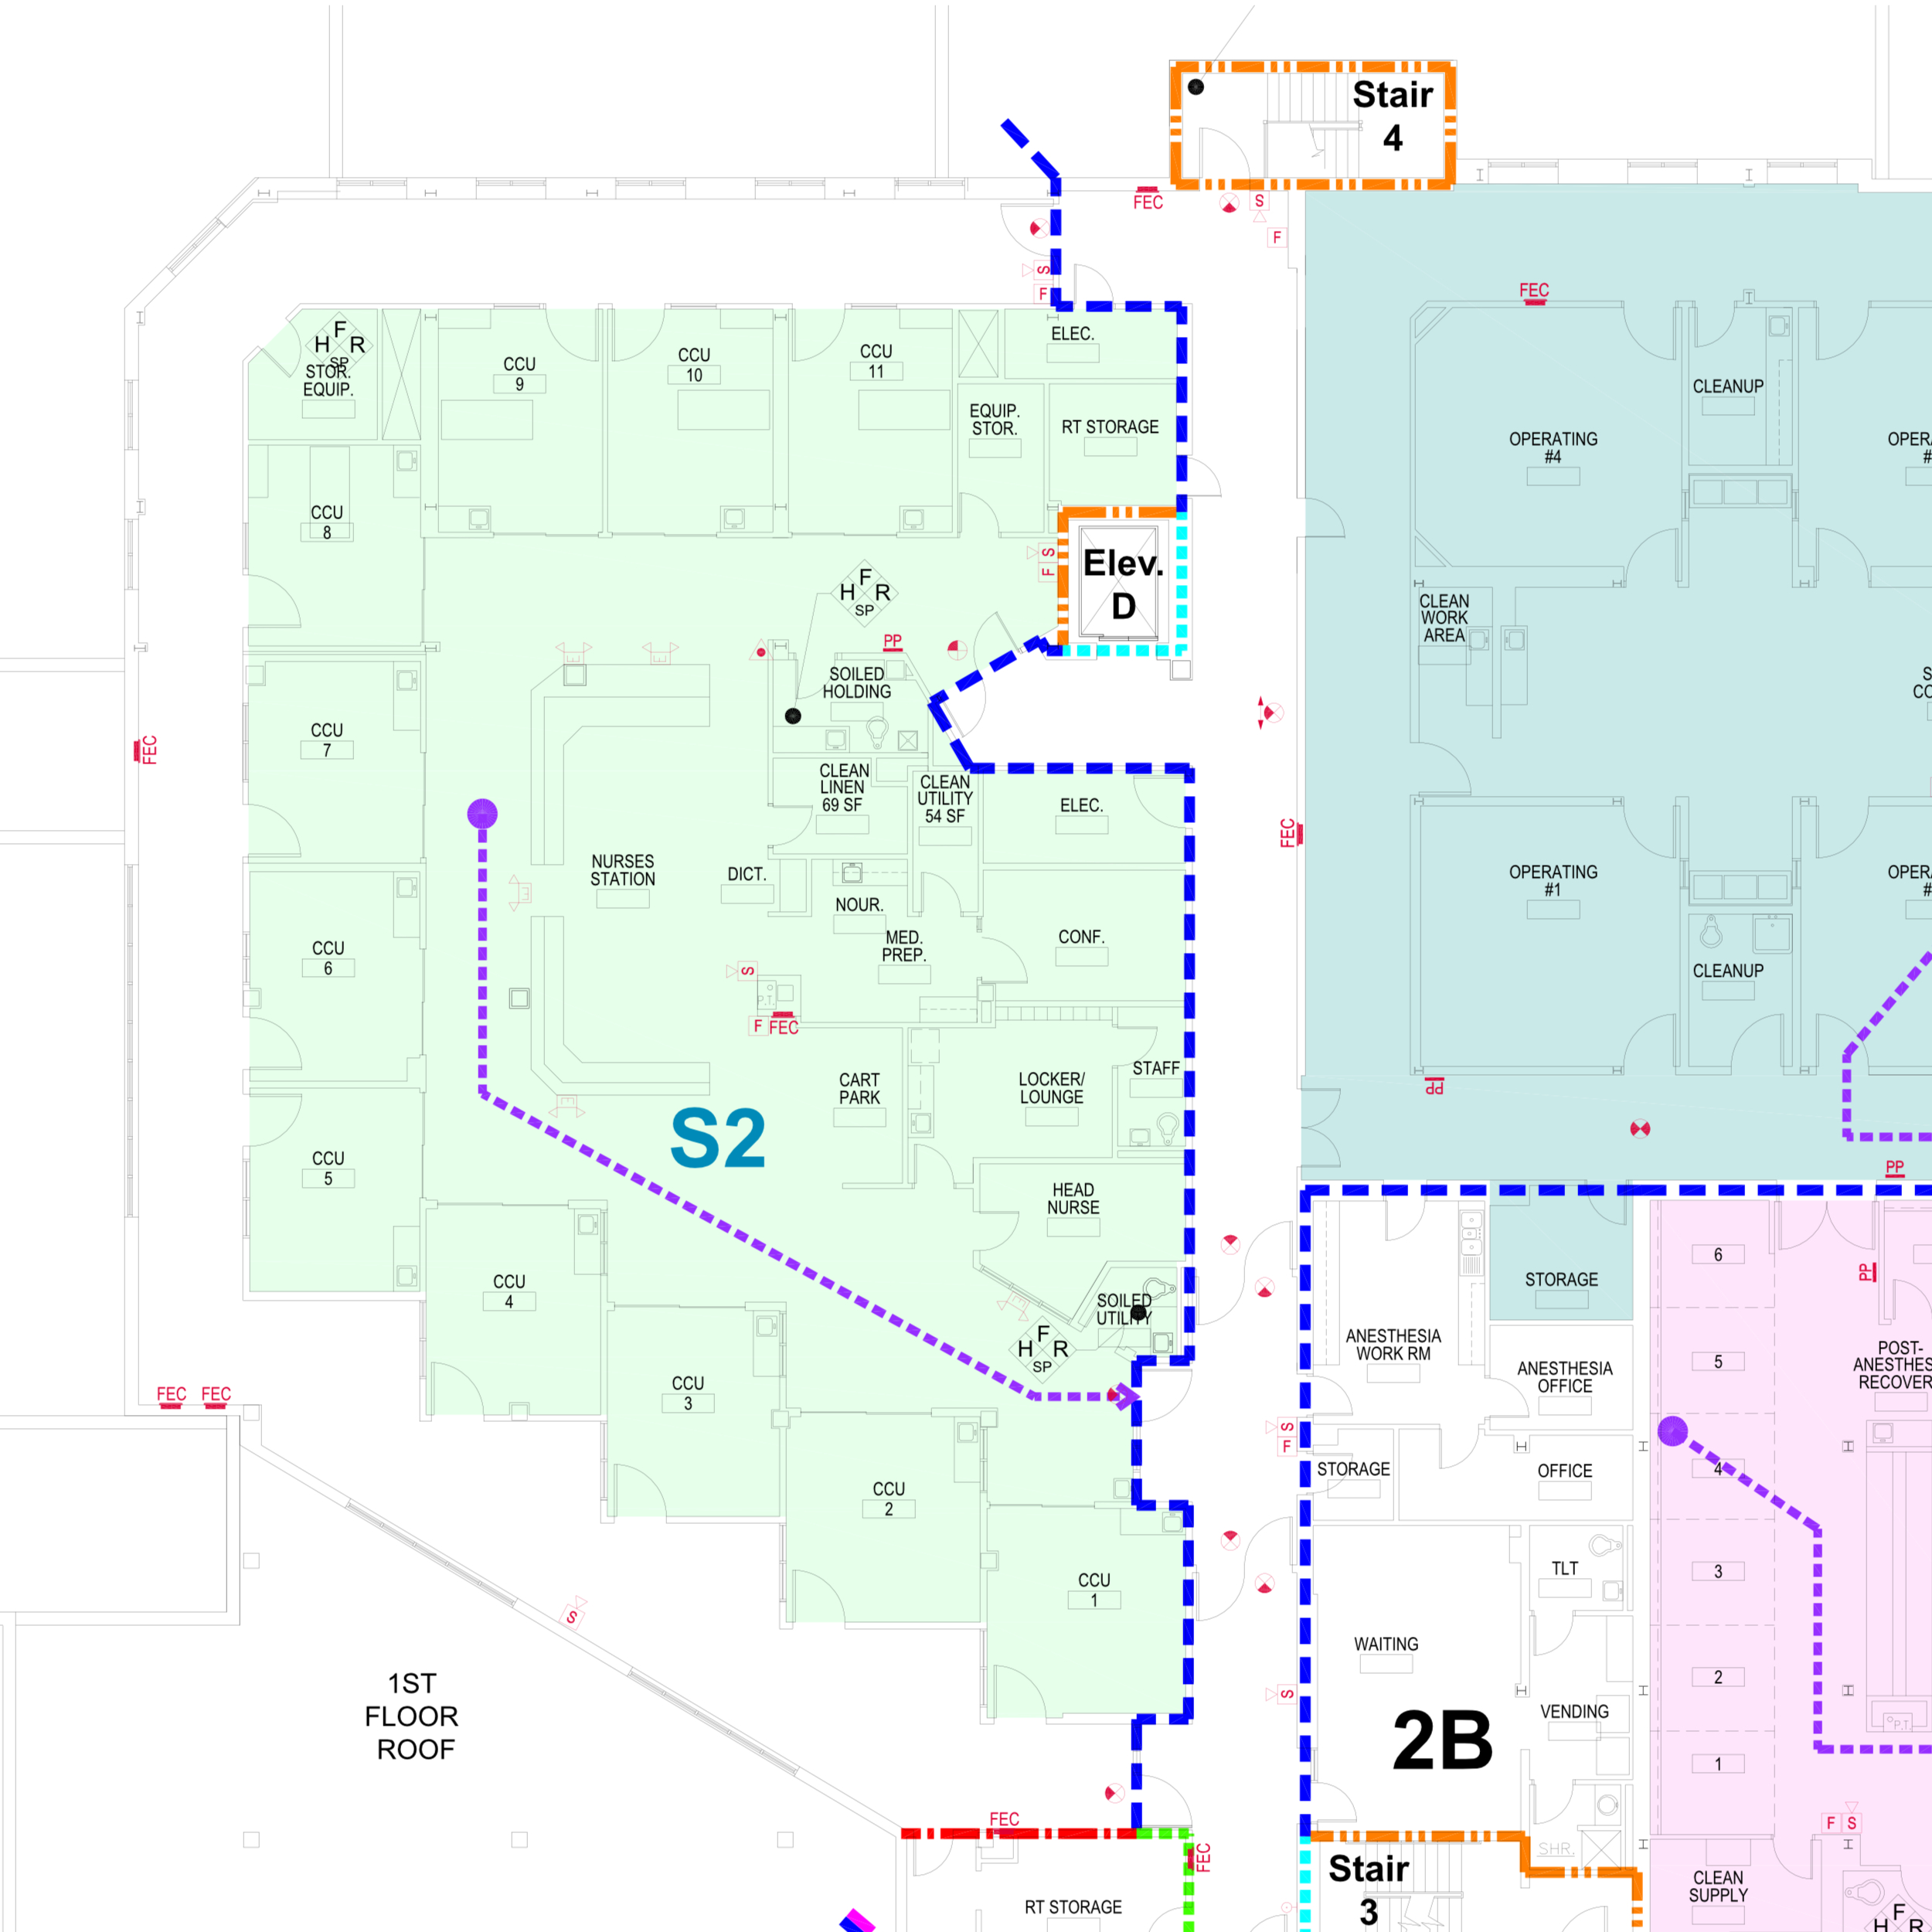 Stair
4
FEC
S
F
S
F
FEC
ELEC.
F
H R
SP
STOR.
EQUIP.
CCU
9
CCU
10
CCU
11
CLEANUP
EQUIP.
STOR.
RT STORAGE
OPERATING
#4
OPER
#
CCU
8
S
F
Elev.
D
F
H R
SP
CLEAN
WORK
AREA
PP
SOILED
HOLDING
S
CO
FEC
CCU
7
CLEAN
LINEN
69 SF
CLEAN
UTILITY
54 SF
ELEC.
FEC
NURSES
STATION
DICT.
OPERATING
#1
OPER
#
NOUR.
CCU
6
MED.
PREP.
CONF.
S
CLEANUP
P.T.
F FEC
CART
PARK
LOCKER/
LOUNGE
STAFF
PP
S2
CCU
5
PP
HEAD
NURSE
6
CCU
4
STORAGE
PP
SOILED
UTILITY
F
H R
SP
ANESTHESIA
WORK RM
5
POST-
ANESTHES
RECOVER
ANESTHESIA
OFFICE
CCU
3
FEC FEC
S
F
STORAGE
OFFICE
4
CCU
2
TLT
3
CCU
1
S
WAITING
1ST
FLOOR
ROOF
S
2
VENDING
2B
P.T.
1
FEC
F S
SHR.
FEC
Stair
3
CLEAN
SUPPLY
RT STORAGE
F
H